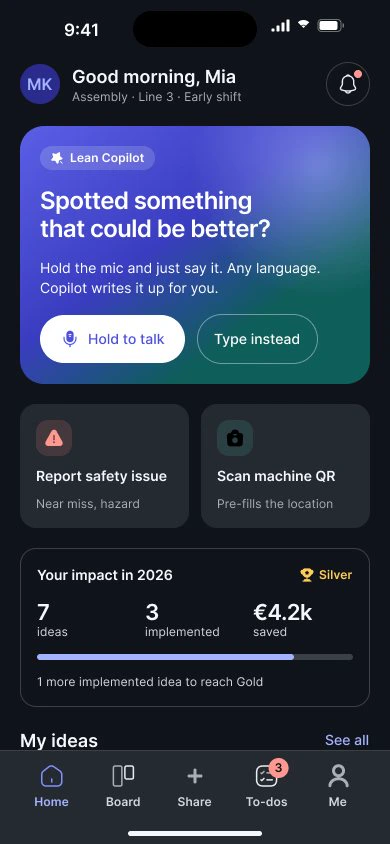 9:41
MK
Good morning, Mia
Assembly · Line 3 · Early shift
Lean Copilot
Spotted something
that could be better?
Hold the mic and just say it. Any language.
Copilot writes it up for you.
Hold to talk
Type instead
Report safety issue
Near miss, hazard
Scan machine QR
Pre-fills the location
Your impact in 2026
Silver
7
ideas
3
implemented
€4.2k
saved
1 more implemented idea to reach Gold
My ideas
See all
Home
Board
Share
3
To-dos
Me